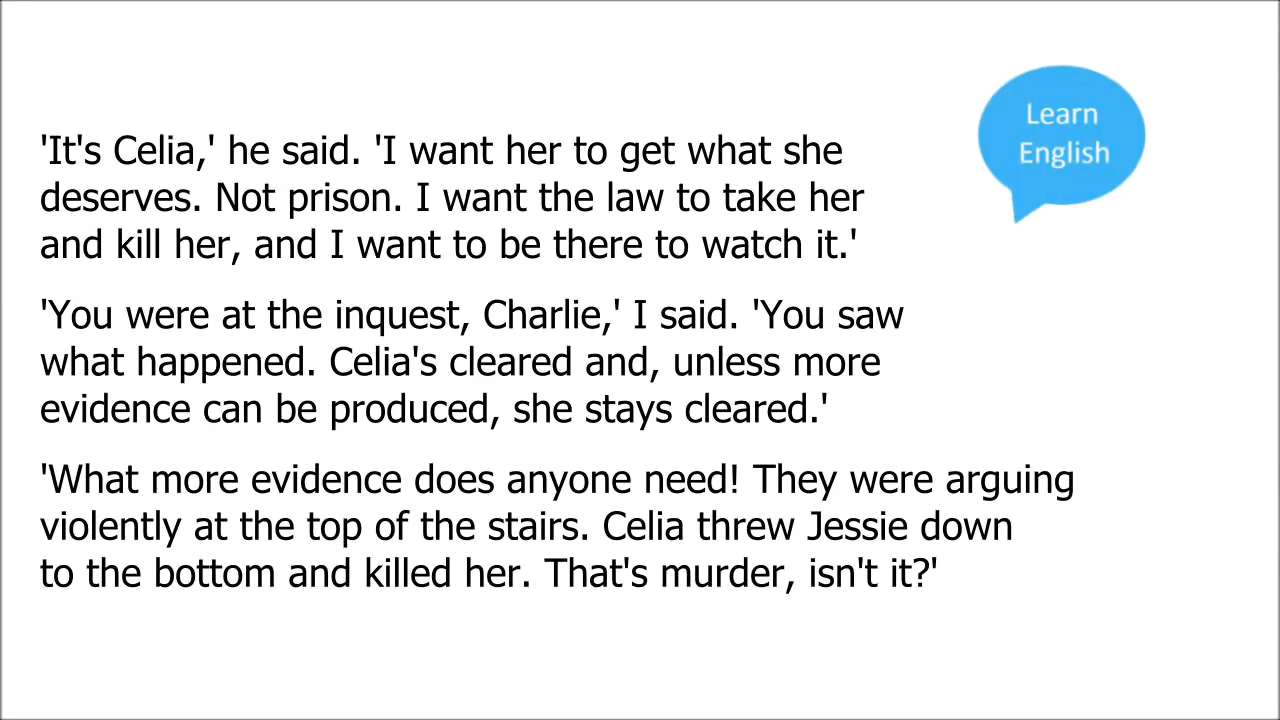 Learn
English
'It's Celia,' he said. 'I want her to get what she
deserves. Not prison. I want the law to take her
and kill her, and I want to be there to watch it.'
'You were at the inquest, Charlie,' I said. 'You saw
what happened. Celia's cleared and, unless more
evidence can be produced, she stays cleared.'
'What more evidence does anyone need! They were arguing
violently at the top of the stairs. Celia threw Jessie down
to the bottom and killed her. That's murder, isn't it?'